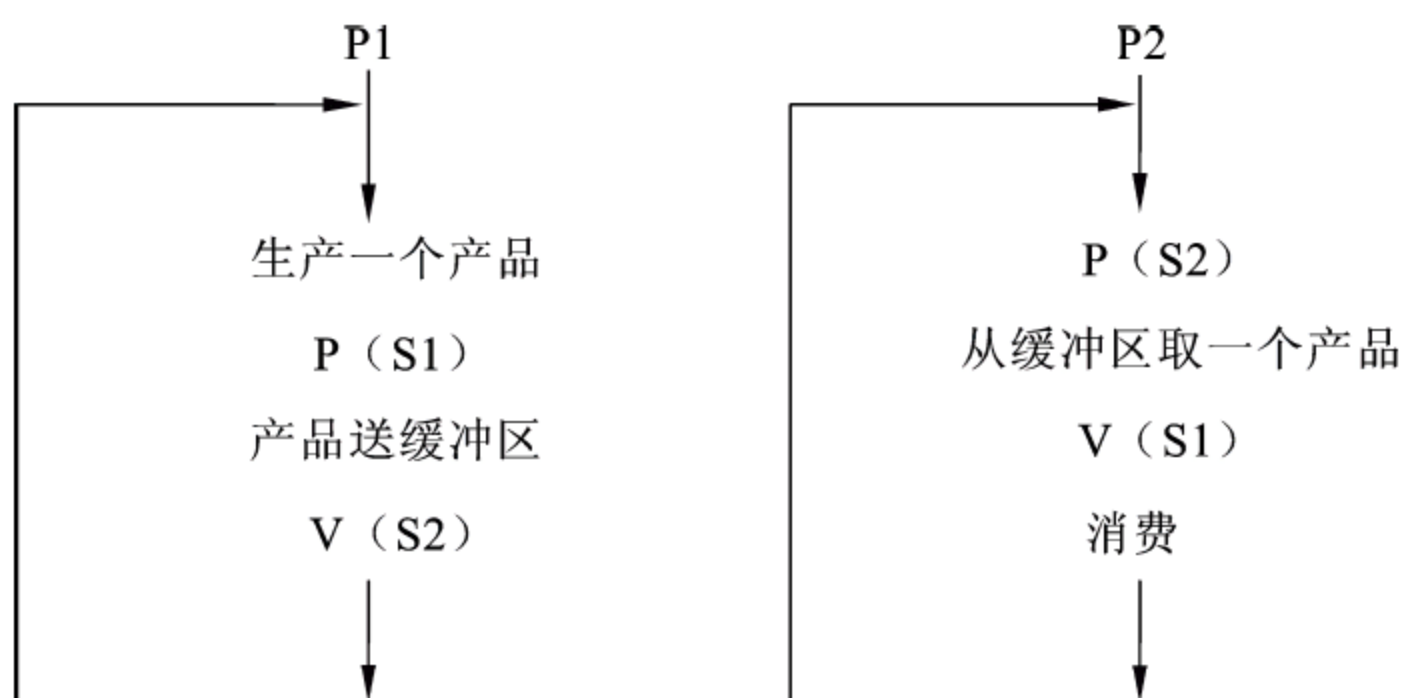 P1
生产一个产品
P（S1）
产品送缓冲区
V（S2）
P2
P（S2）
从缓冲区取一个产品
V（S1）
消费